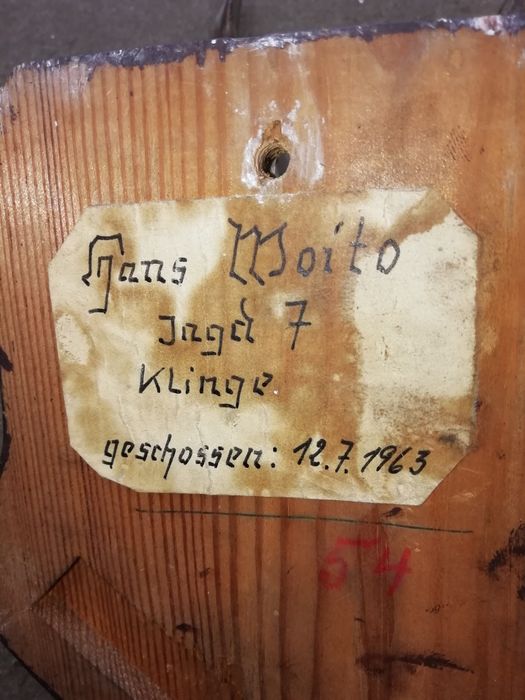 Hans Moito
Jagd 7
Klinge
geschossen: 12.7.1963
54